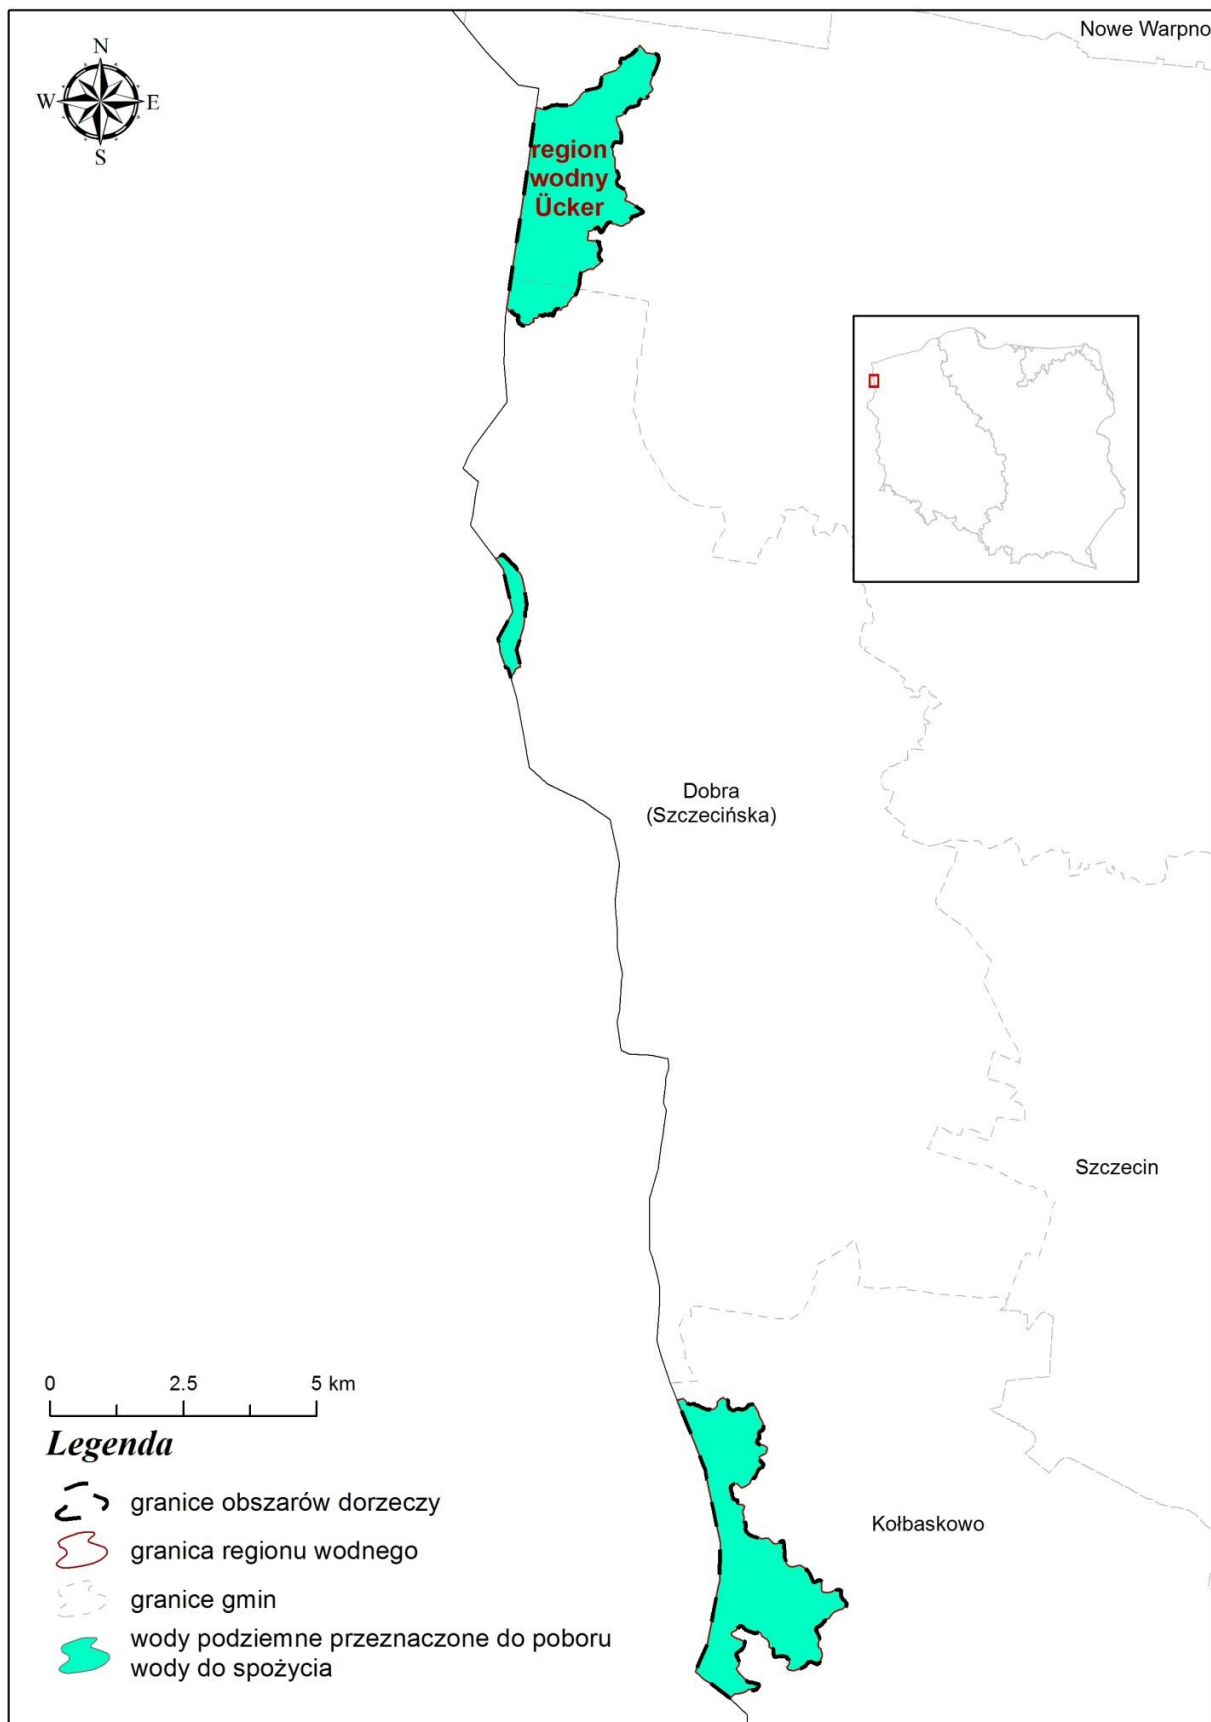 Nowe Warpno
N
W
E
S
region
wodny
Ücker
Dobra
(Szczecińska)
Szczecin
0 2.5 5 km
Legenda
granice obszarów dorzeczy
granica regionu wodnego
Kołbaskowo
granice gmin
wody podziemne przeznaczone do poboru
wody do spożycia